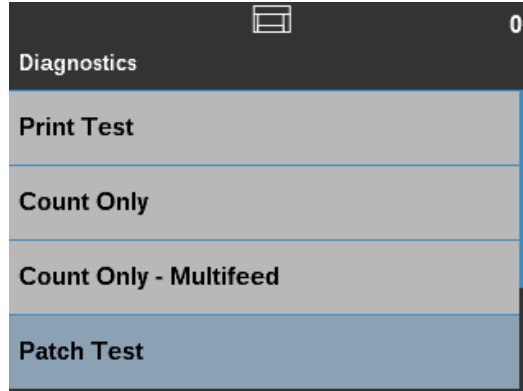 0
Diagnostics
Print Test
Count Only
Count Only - Multifeed
Patch Test